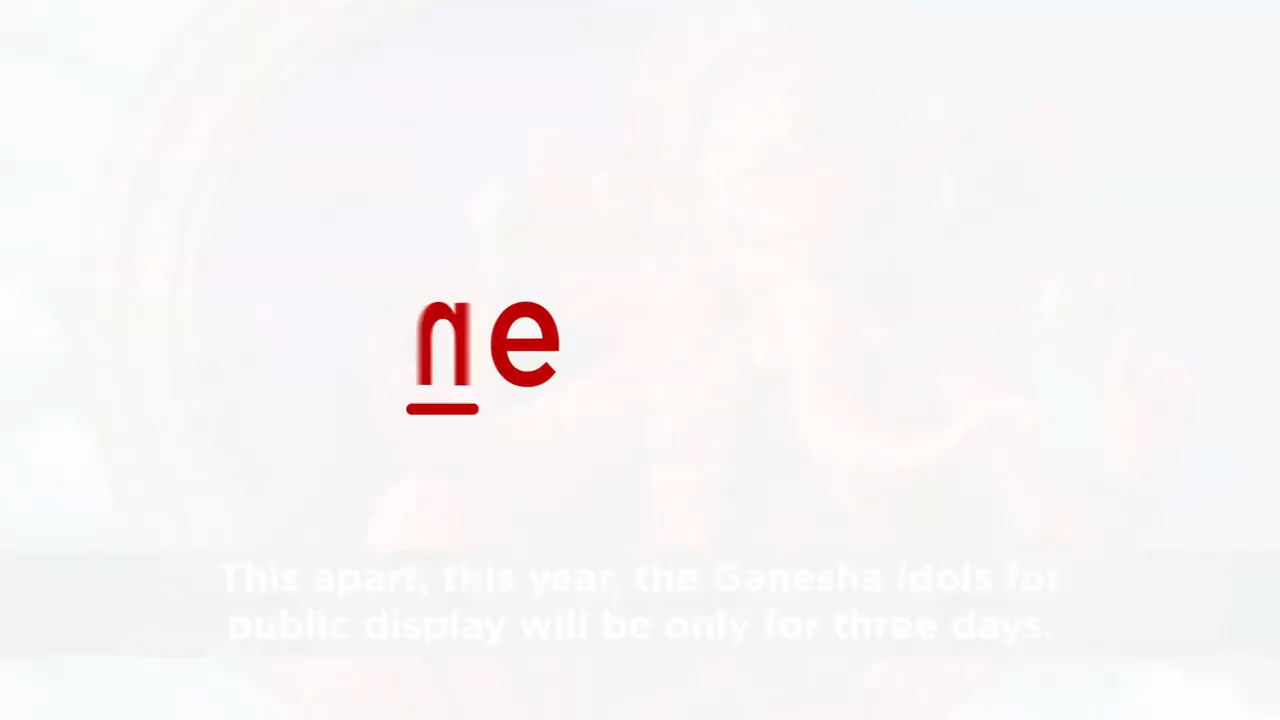 ne
This apart, this year, the Ganesha idols for
public display will be only for three days.